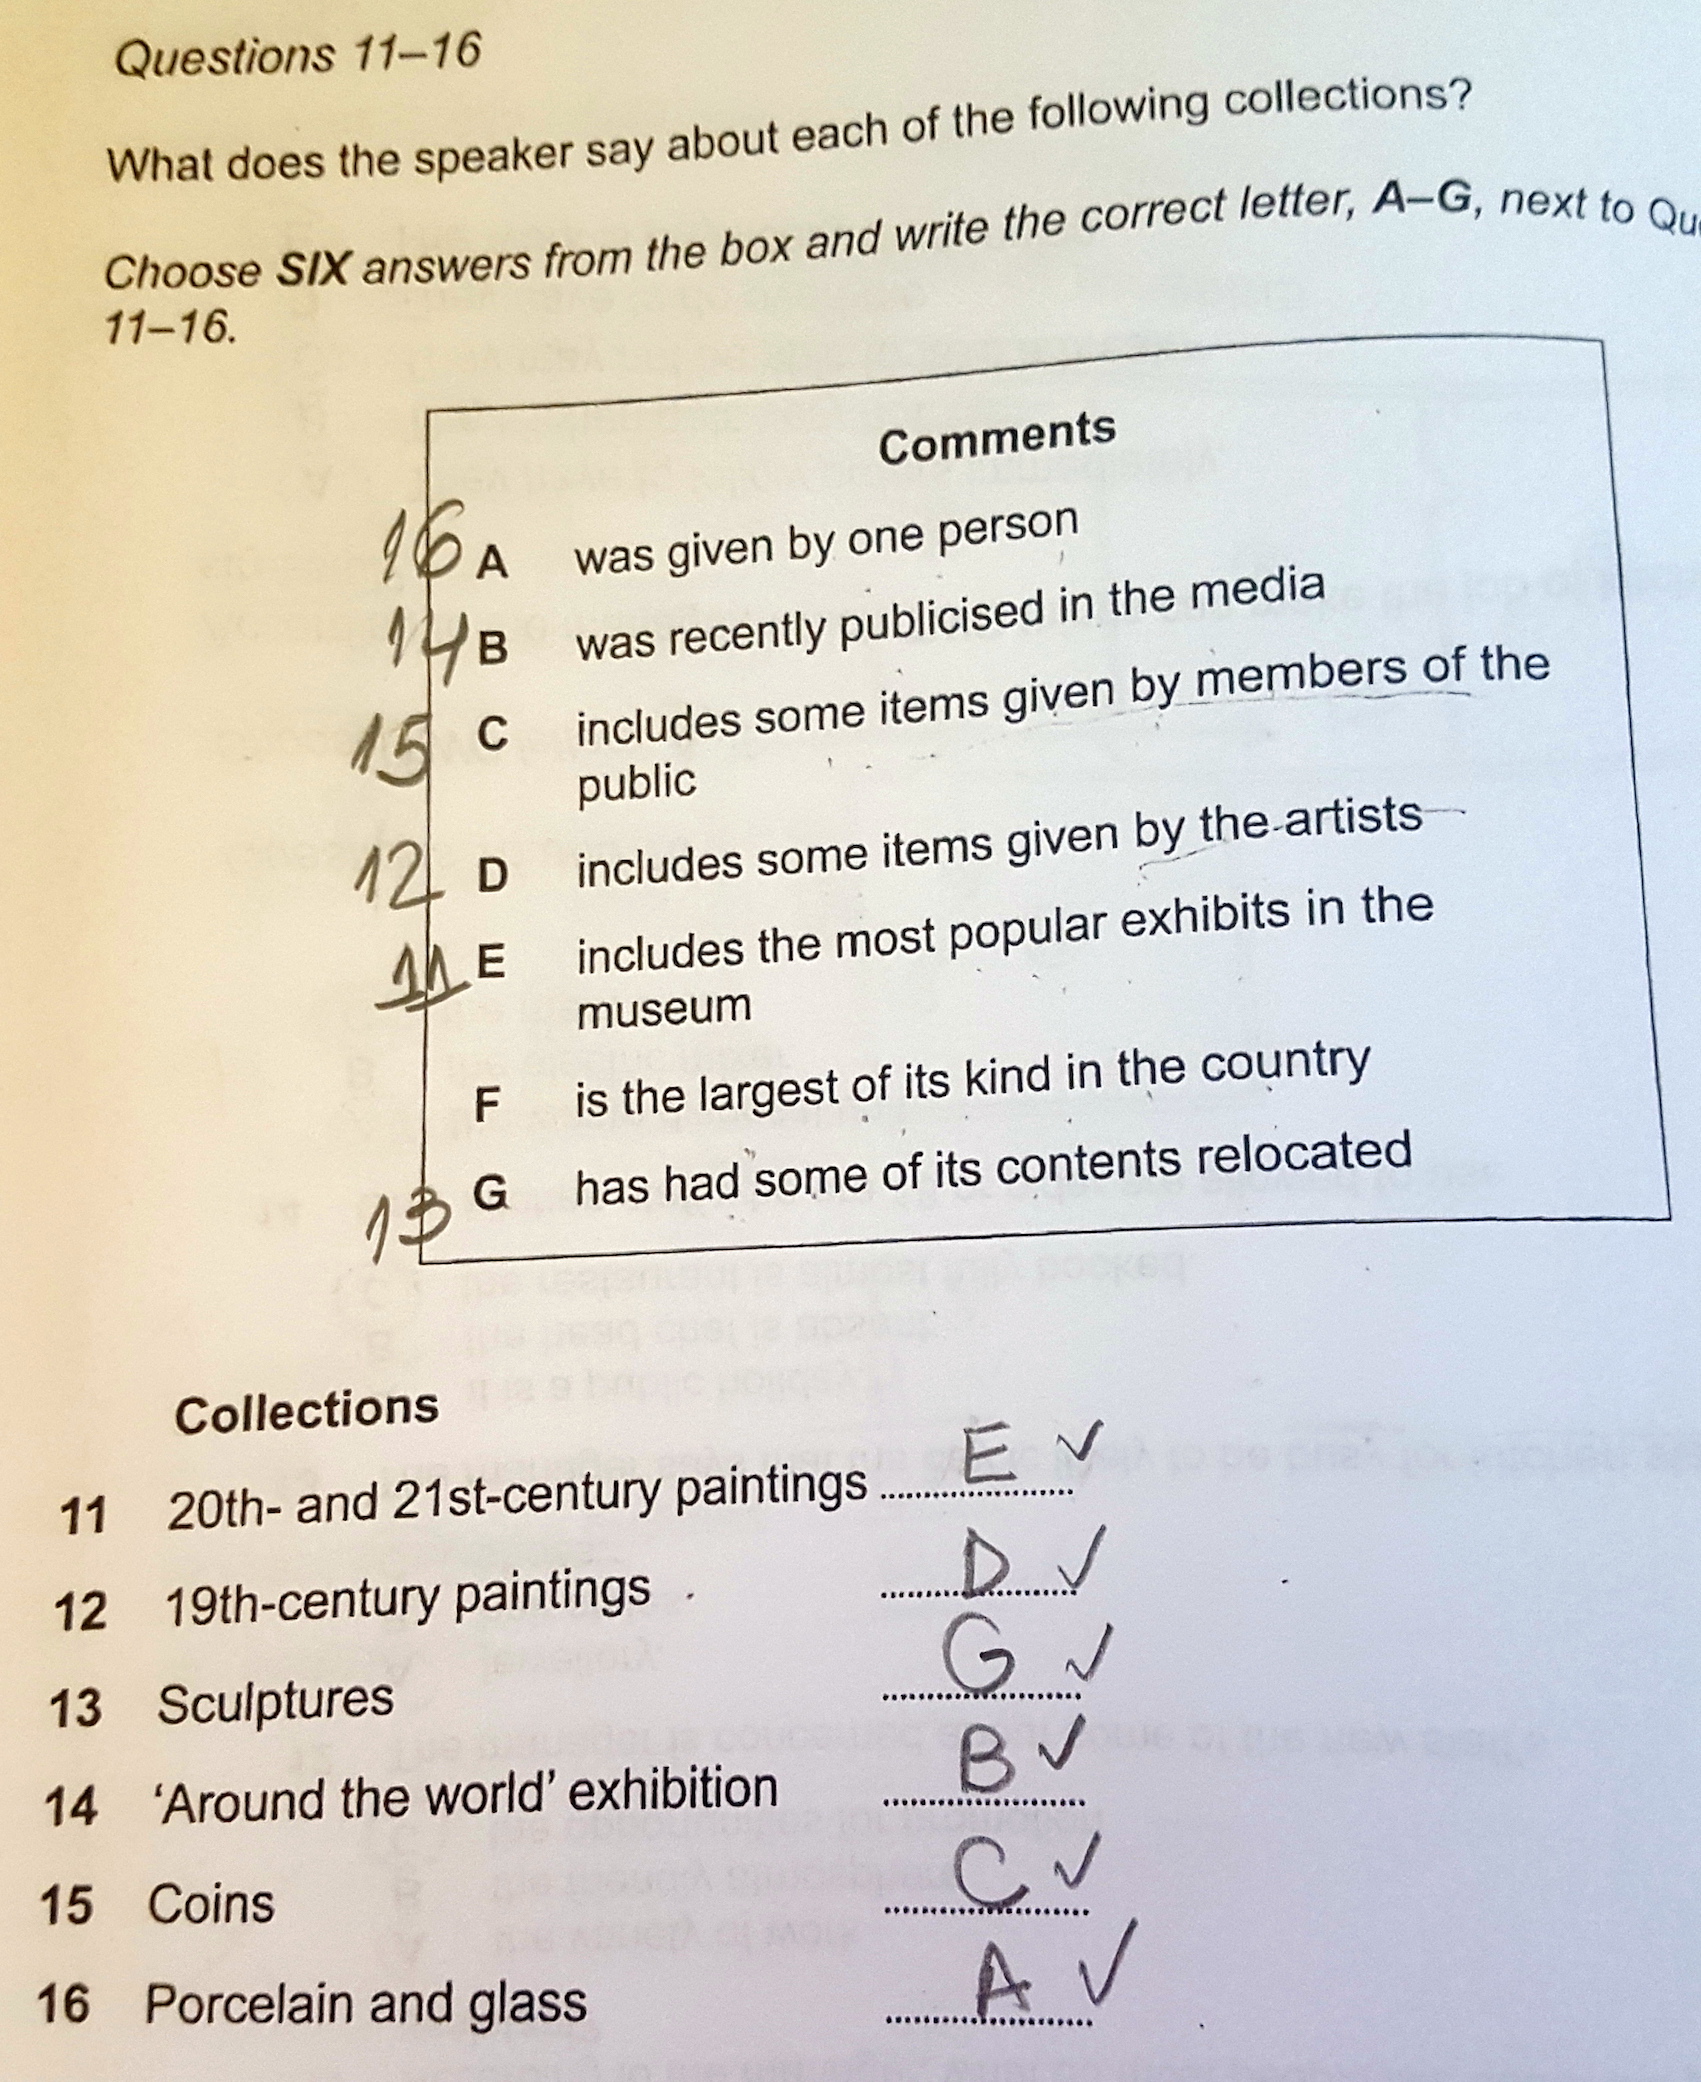 Questions 11–16
What does the speaker say about each of the following collections?
Choose SIX answers from the box and write the correct letter, A–G, next to
11–16.
Comments
16 A was given by one person
14 B was recently publicised in the media
15 C includes some items given by members of the
public
12 D includes some items given by the artists
11 E includes the most popular exhibits in the
museum
F is the largest of its kind in the country
13 G has had some of its contents relocated
Collections
11 20th- and 21st-century paintings E ✓
12 19th-century paintings D ✓
13 Sculptures G ✓
14 ‘Around the world’ exhibition B ✓
15 Coins C ✓
16 Porcelain and glass A ✓